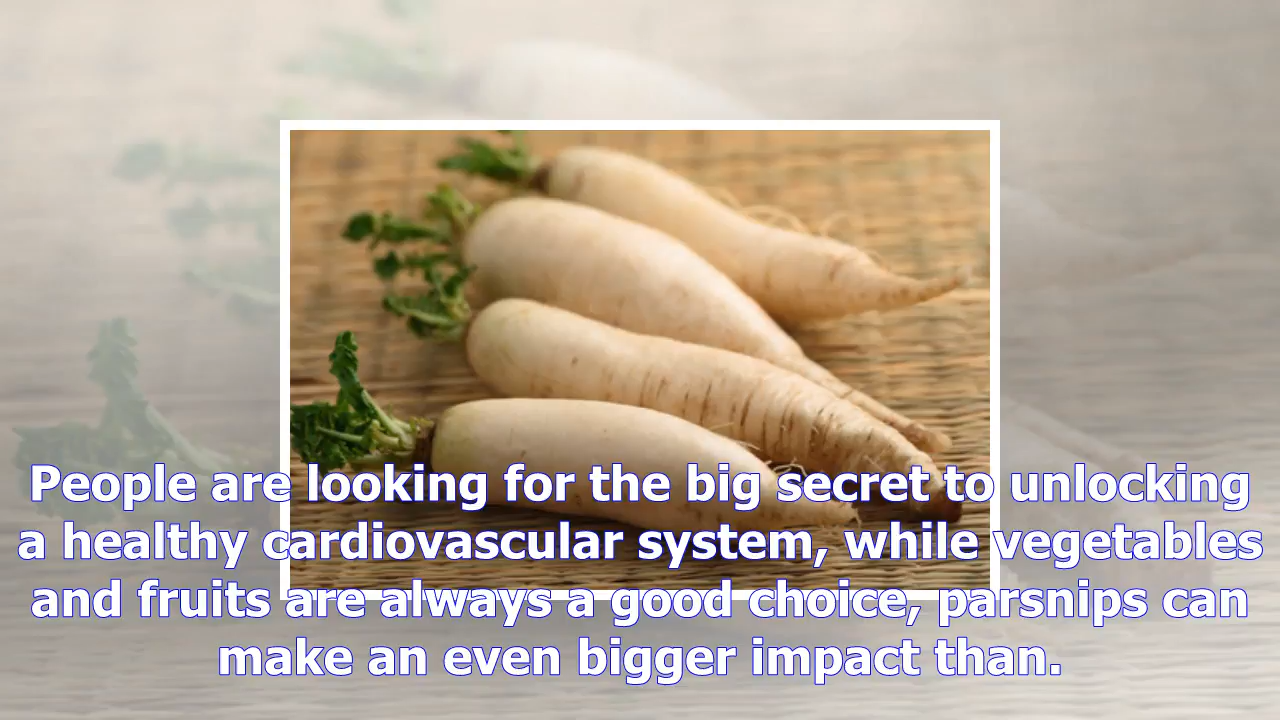 People are looking for the big secret to unlocking
a healthy cardiovascular system, while vegetables
and fruits are always a good choice, parsnips can
make an even bigger impact than.